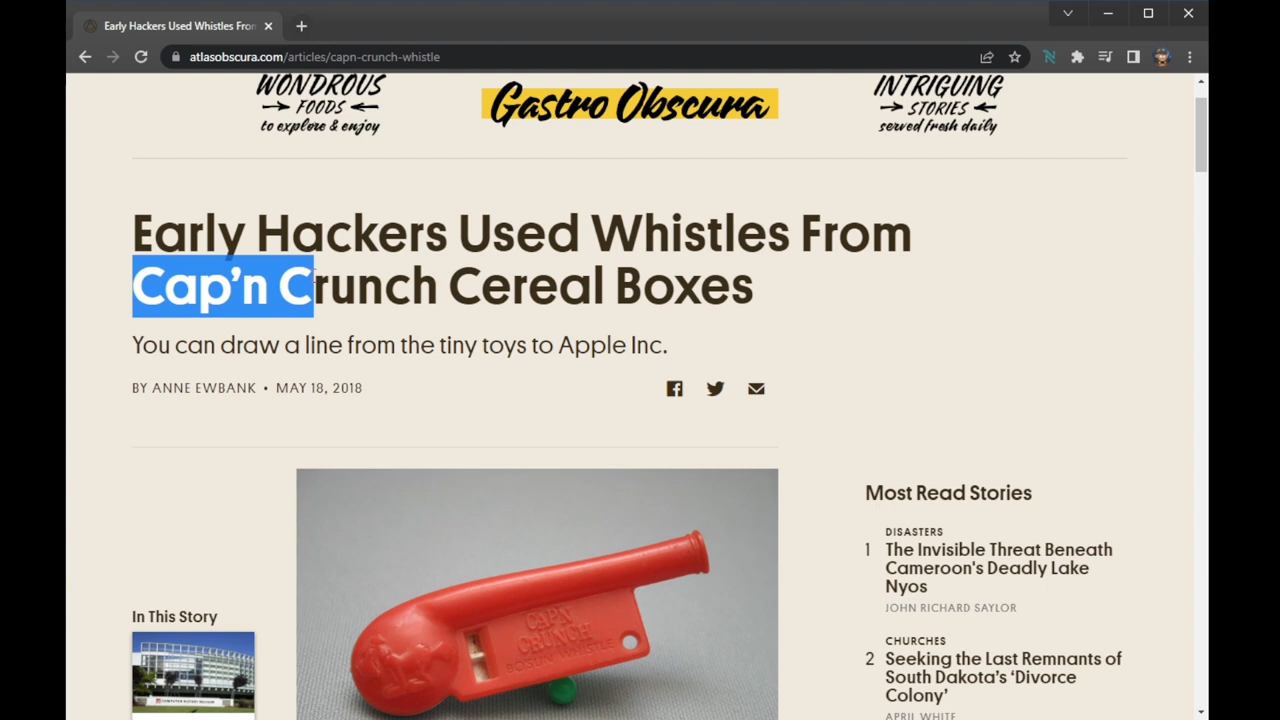 Early Hackers Used Whistles Fron
atlasobscura.com/articles/capn-crunch-whistle
WONDROUS
FOODS
to explore & enjoy
Gastro Obscura
INTRIGUING
STORIES
served fresh daily
Early Hackers Used Whistles From
Cap’n Crunch Cereal Boxes
You can draw a line from the tiny toys to Apple Inc.
BY ANNE EWBANK • MAY 18, 2018
Most Read Stories
DISASTERS
1 The Invisible Threat Beneath
Cameroon's Deadly Lake
Nyos
JOHN RICHARD SAYLOR
CHURCHES
2 Seeking the Last Remnants of
South Dakota’s ‘Divorce
Colony’
APRIL WHITE
In This Story
CAP'N
CRUNCH
BOSUN WHISTLE